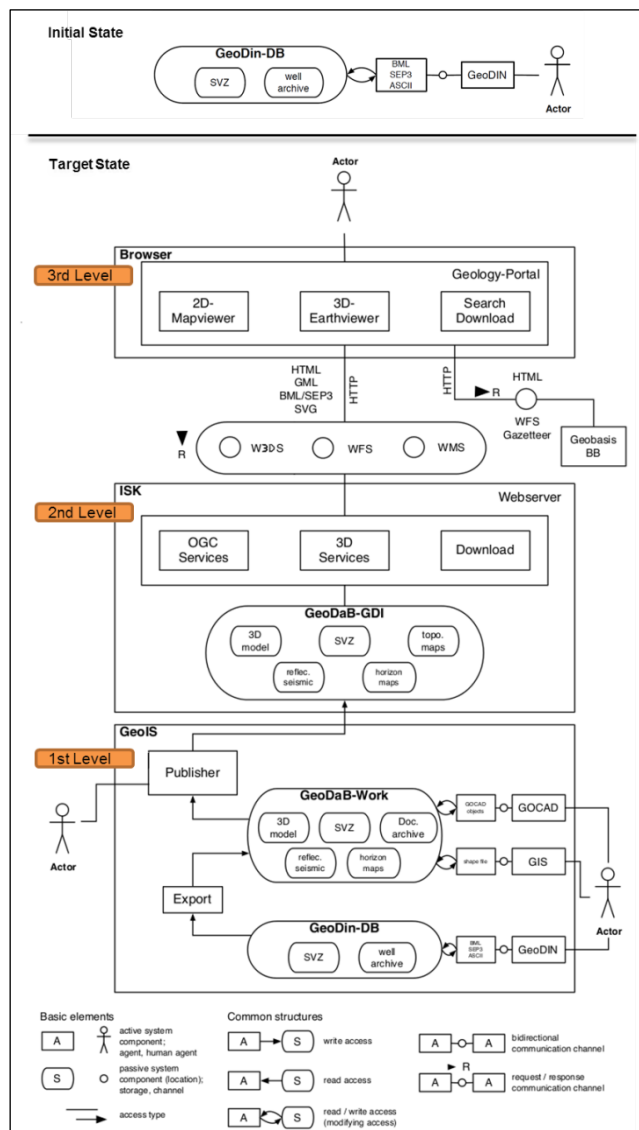 Initial State
GeoDin-DB
SVZ
well
archive
BML
SEP3
ASCII
GeoDIN
Actor
Target State
Actor
Browser
3rd Level
Geology-Portal
2D-
Mapviewer
3D-
Earthviewer
Search
Download
HTML
GML
BML/SEP3
SVG
HTTP
HTTP
R
HTML
WFS
Gazetteer
Geobasis
BB
R
W3DS
WFS
WMS
ISK
Webserver
2nd Level
OGC
Services
3D
Services
Download
GeoDaB-GDI
3D
model
SVZ
topo.
maps
reflec.
seismic
horizon
maps
GeoIS
1st Level
Publisher
Actor
GeoDaB-Work
3D
model
SVZ
Doc.
archive
reflec.
seismic
horizon
maps
GOCAD
objects
GOCAD
shape file
GIS
Actor
Export
GeoDin-DB
SVZ
well
archive
BML
SEP3
ASCII
GeoDIN
Basic elements
A
active system
component;
agent, human agent
S
passive system
component (location);
storage, channel
access type
Common structures
A
S
write access
A
S
read access
A
S
read / write access
(modifying access)
A
A
bidirectional
communication channel
R
A
A
request / response
communication channel